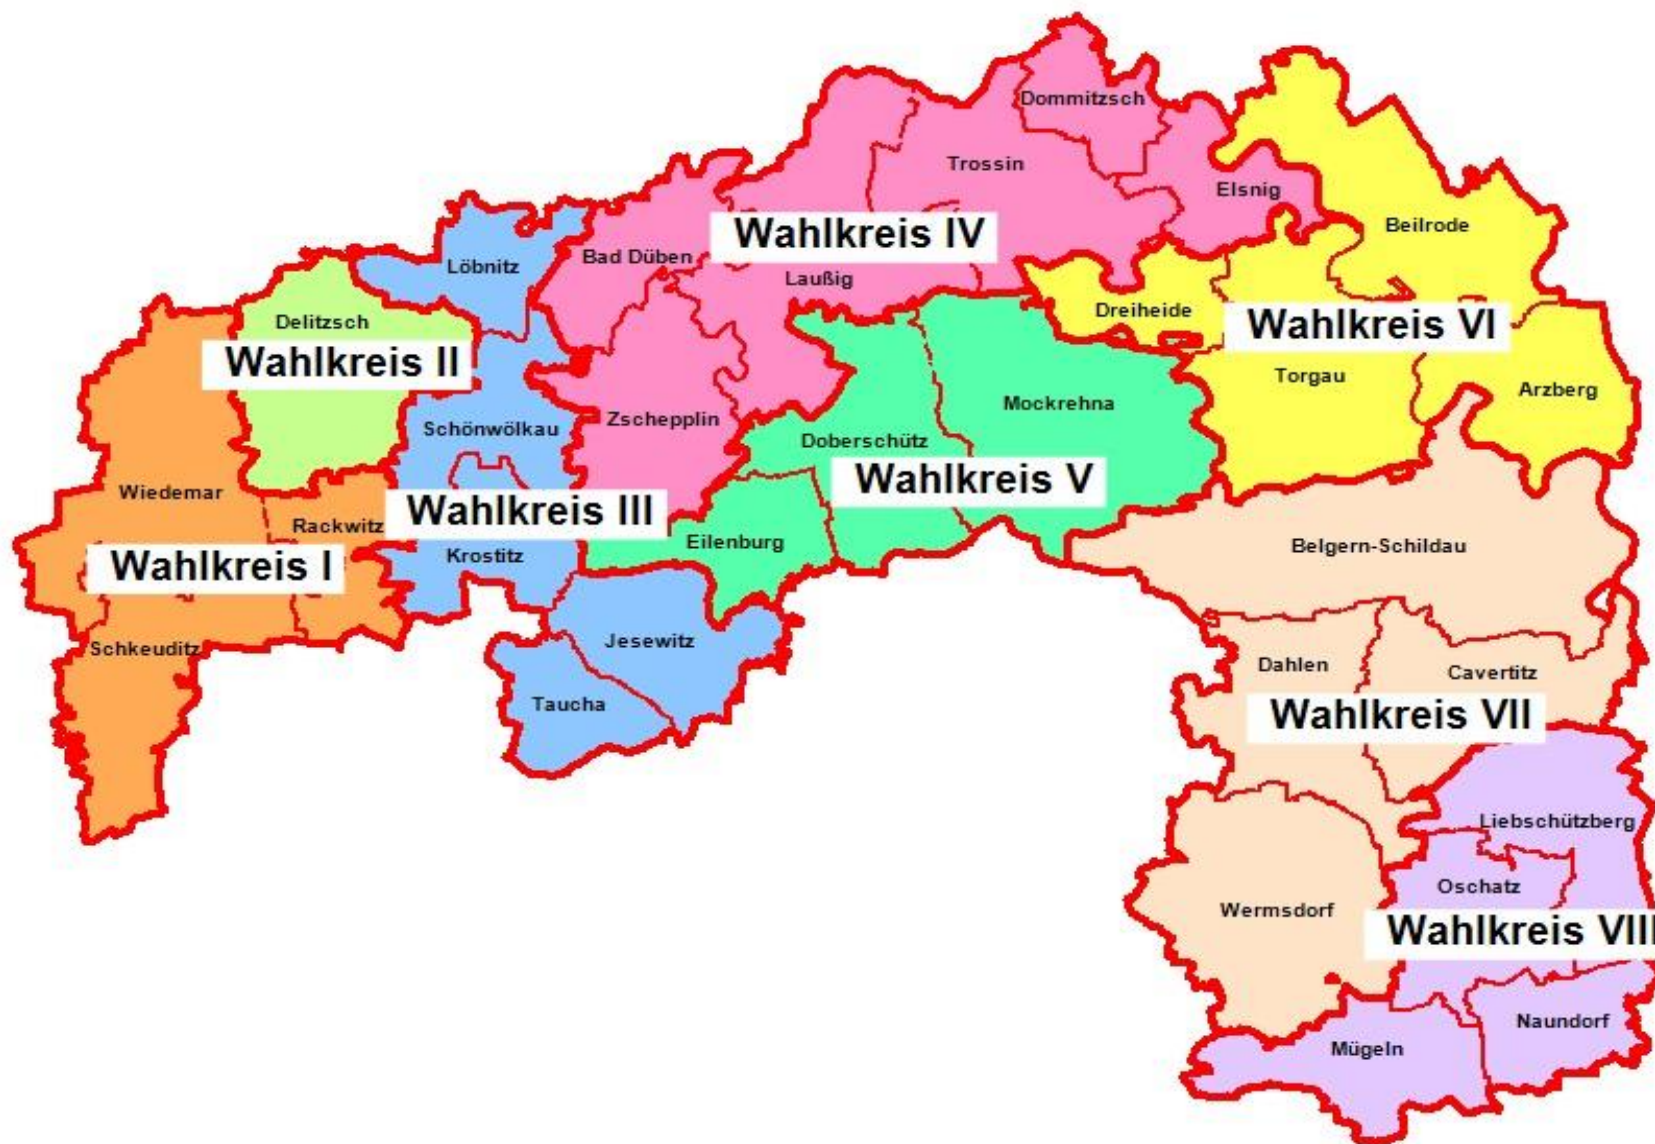 Dommitzsch
Trossin
Elsnig
Beilrode
Wahlkreis IV
Bad Düben
Löbnitz
Laußig
Dreiheide
Delitzsch
Wahlkreis VI
Wahlkreis II
Torgau
Arzberg
Mockrehna
Zschepplin
Schönwölkau
Doberschütz
Wahlkreis V
Wiedemar
Wahlkreis III
Rackwitz
Eilenburg
Belgern-Schildau
Krostitz
Wahlkreis I
Jesewitz
Schkeuditz
Dahlen
Cavertitz
Taucha
Wahlkreis VII
Liebschützberg
Oschatz
Wermsdorf
Wahlkreis VIII
Naundorf
Mügeln